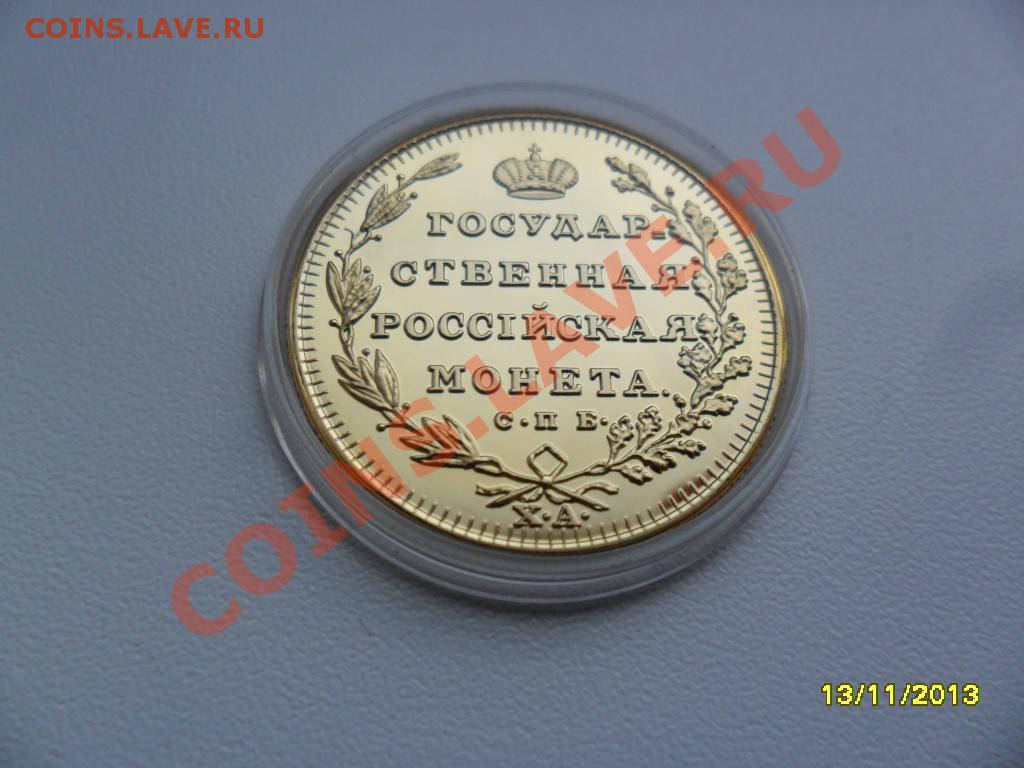 COINS.LAVE.RU
ГОСУДАР:
СТВЕННАЯ
РОССІЙСКАЯ
МОНЕТА.
С·П Б·
Х·А·
COINS.LAVE.RU
13/11/2013